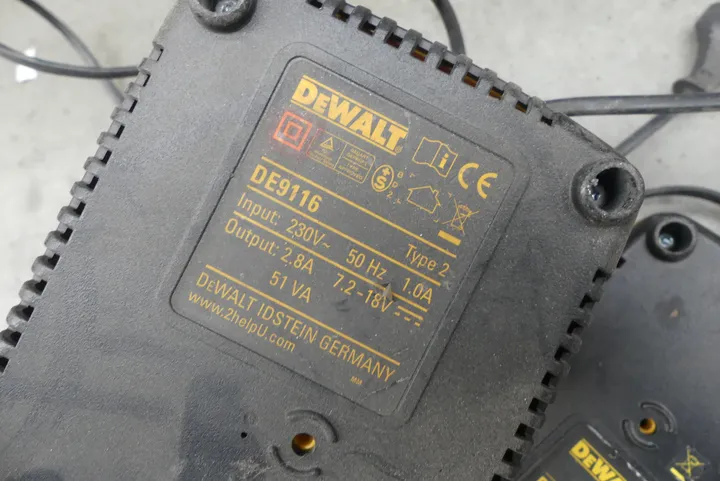 DEWALT
CE
DE9116 Type 2
Input: 230V~ 50 Hz 1.0A
Output: 2.8A 7.2-18V
51 VA
DEWALT IDSTEIN GERMANY
www.2helpU.com
DEWALT